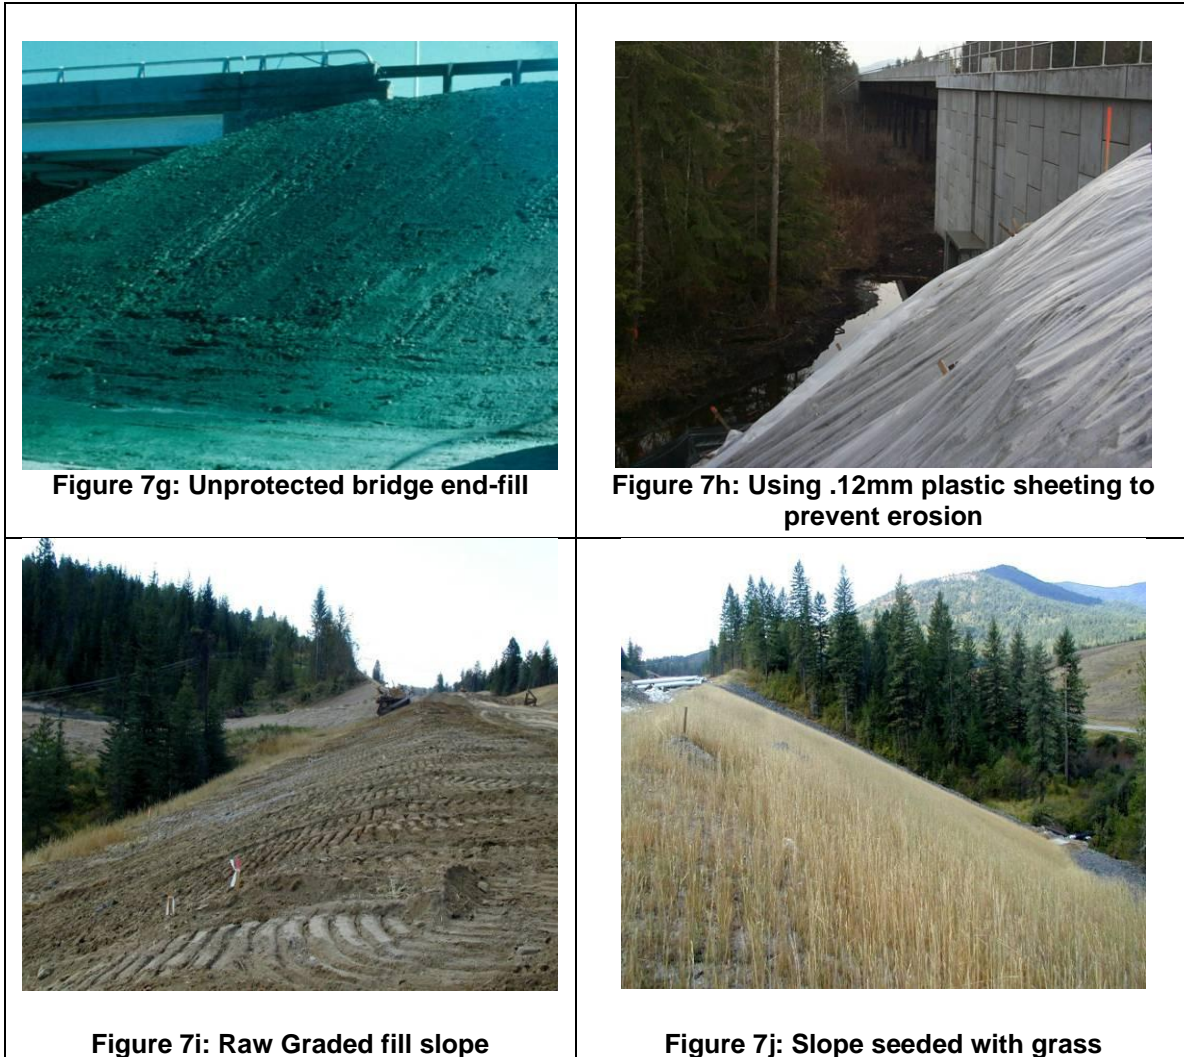 Figure 7g: Unprotected bridge end-fill
Figure 7h: Using .12mm plastic sheeting to
prevent erosion
Figure 7i: Raw Graded fill slope
Figure 7j: Slope seeded with grass